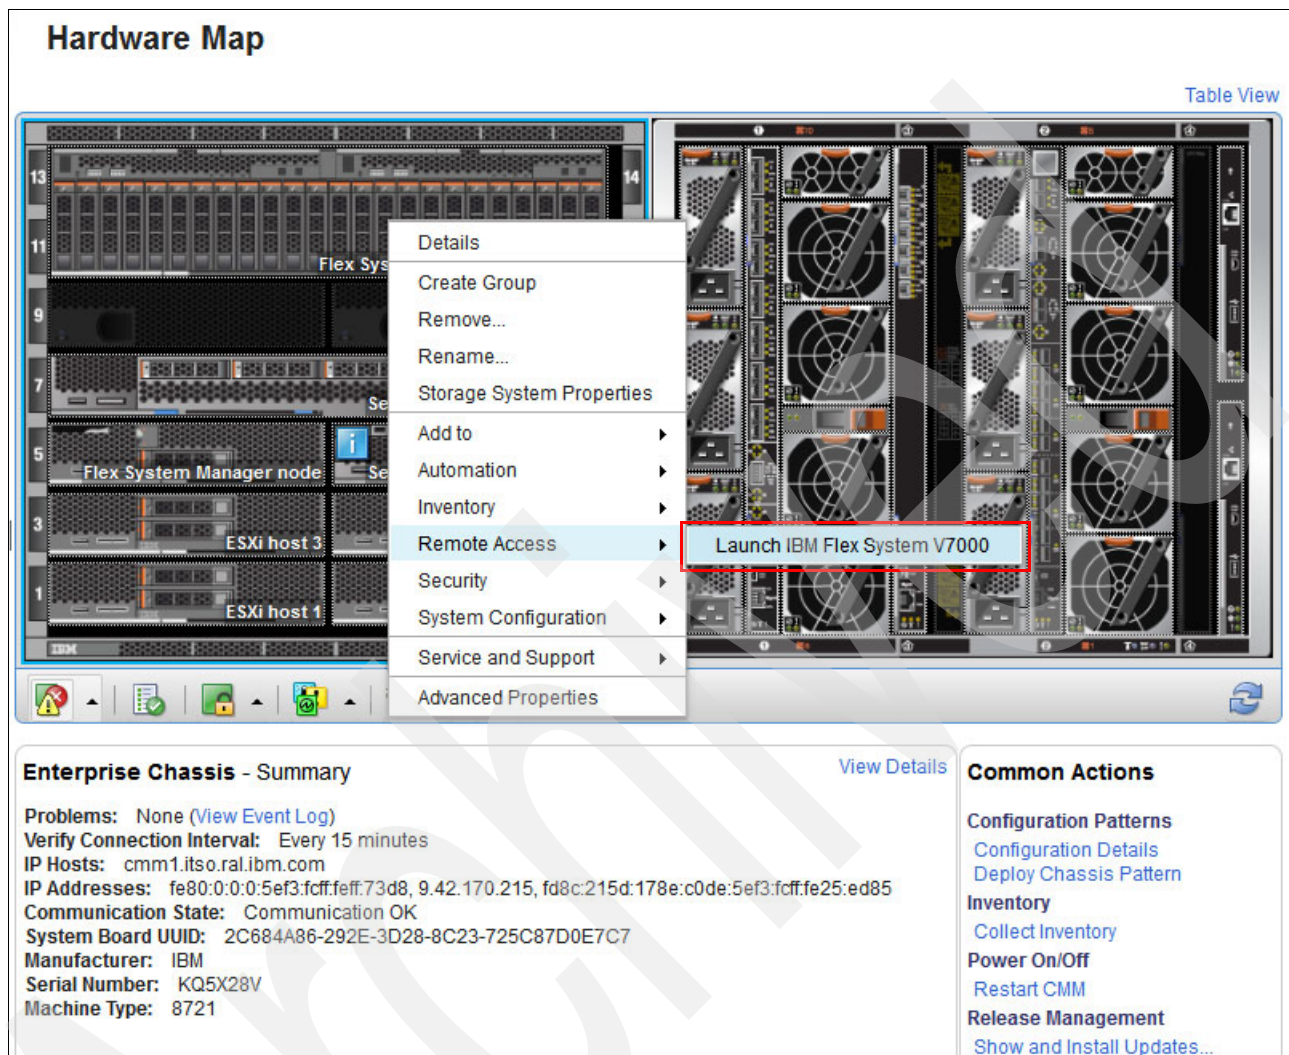 Hardware Map
Table View
13
14
11
Flex Sys
9
7
Se
5
Flex System Manager node
Se
3
ESXi host 3
1
ESXi host 1
IBM
Details
Create Group
Remove...
Rename...
Storage System Properties
Add to
Automation
Inventory
Remote Access
Launch IBM Flex System V7000
Security
System Configuration
Service and Support
Advanced Properties
Enterprise Chassis - Summary
View Details
Problems: None (View Event Log)
Verify Connection Interval: Every 15 minutes
IP Hosts: cmm1.itso.ral.ibm.com
IP Addresses: fe80:0:0:0:5ef3:fcff:feff:73d8, 9.42.170.215, fd8c:215d:178e:c0de:5ef3:fcff:fe25:ed85
Communication State: Communication OK
System Board UUID: 2C684A86-292E-3D28-8C23-725C87D0E7C7
Manufacturer: IBM
Serial Number: KQ5X28V
Machine Type: 8721
Common Actions
Configuration Patterns
Configuration Details
Deploy Chassis Pattern
Inventory
Collect Inventory
Power On/Off
Restart CMM
Release Management
Show and Install Updates...